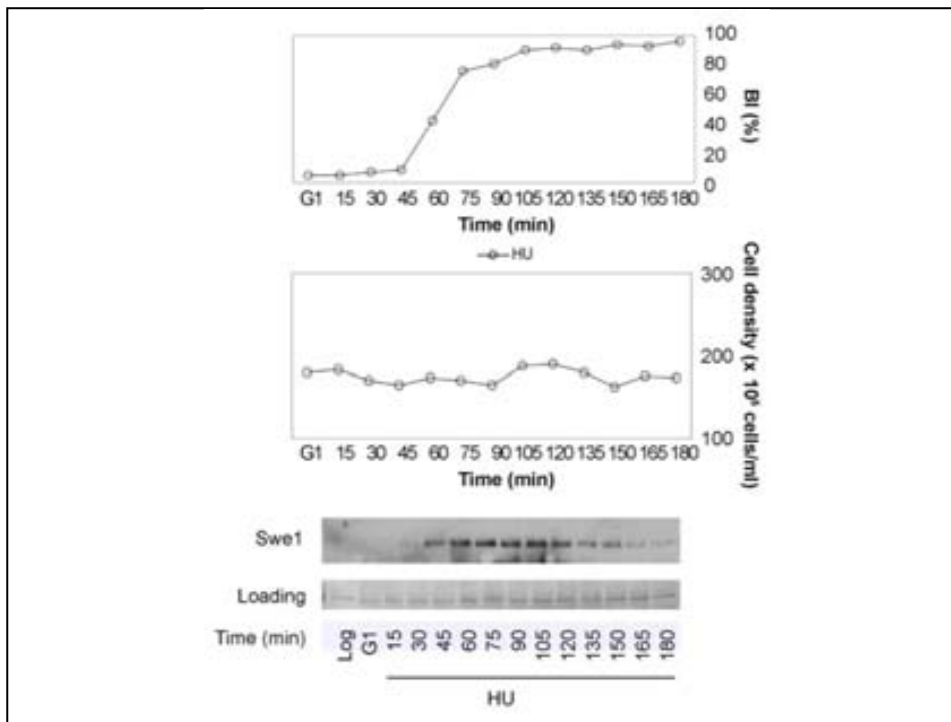 100
80
60
40
20
0
BI (%)
G1 15 30 45 60 75 90 105 120 135 150 165 180
Time (min)
HU
300
200
100
Cell density (x 10⁶ cells/ml)
G1 15 30 45 60 75 90 105 120 135 150 165 180
Time (min)
Swe1
Loading
Time (min) Log G1 15 30 45 60 75 90 105 120 135 150 165 180
HU